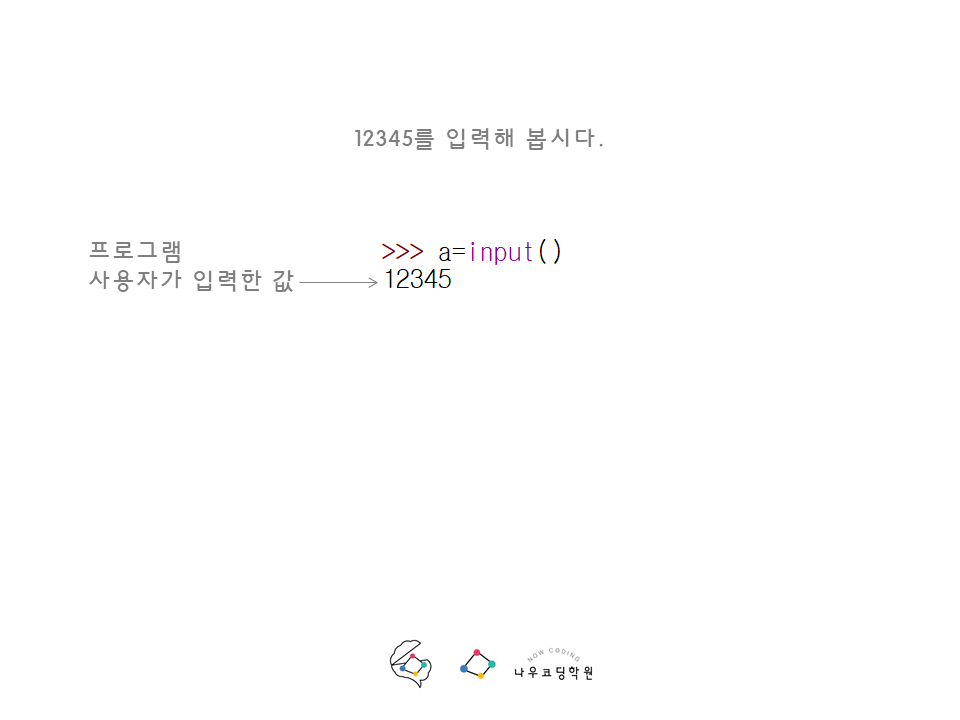 12345를 입력해 봅시다.
프로그램 >>> a=input()
사용자가 입력한 값 12345
NOW CODING
나우코딩학원